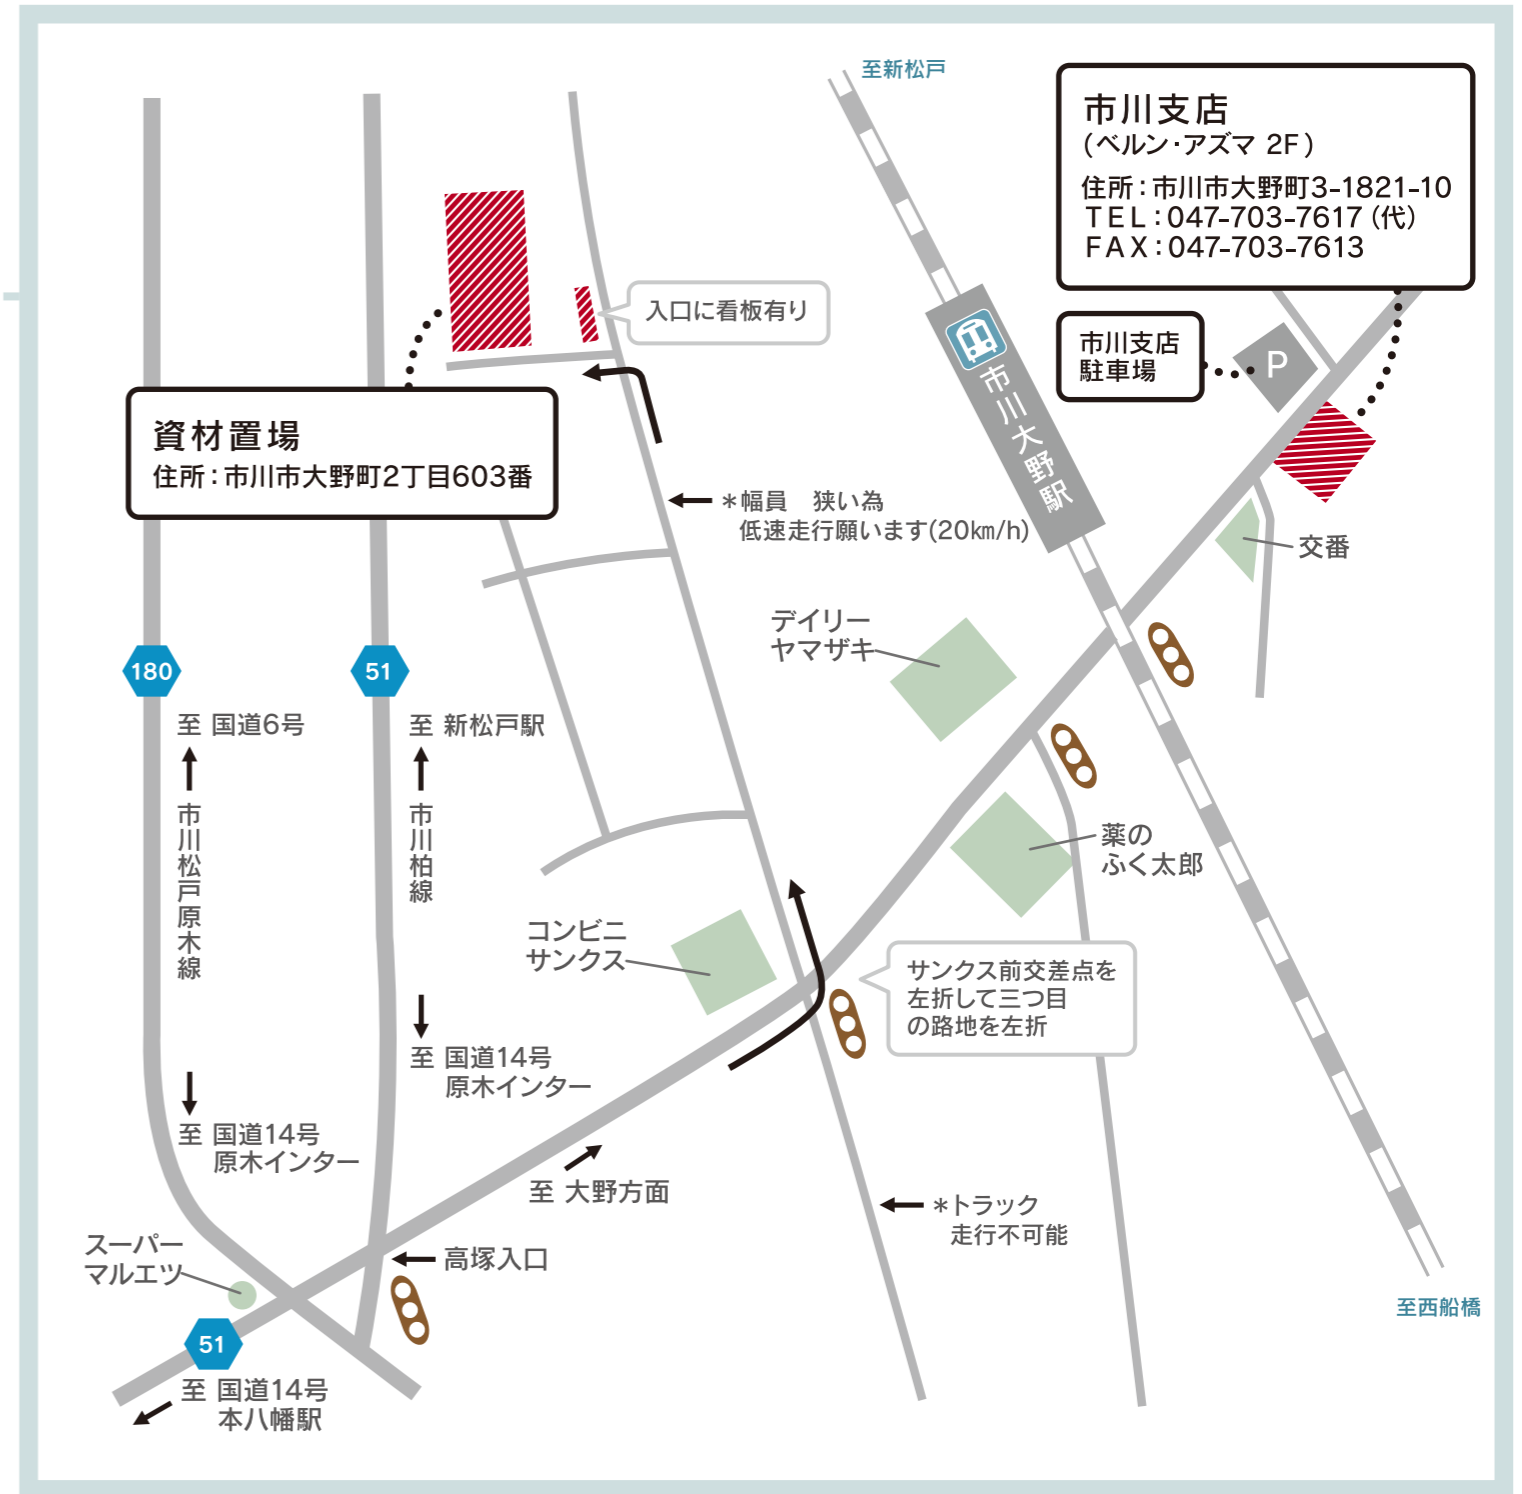 至新松戸
市川支店
(ベルン・アズマ 2F)
住所:市川市大野町3-1821-10
TEL:047-703-7617(代)
FAX:047-703-7613
入口に看板有り
市川支店
駐車場
P
市川大野駅
資材置場
住所:市川市大野町2丁目603番
*幅員 狭い為
低速走行願います(20㎞/h)
交番
デイリー
ヤマザキ
180
51
至 国道6号
至 新松戸駅
市川松戸原木線
市川柏線
薬の
ふく太郎
コンビニ
サンクス
サンクス前交差点を
左折して三つ目
の路地を左折
至 国道14号
原木インター
至 国道14号
原木インター
至 大野方面
*トラック
走行不可能
スーパー
マルエツ
高塚入口
至西船橋
51
至 国道14号
本八幡駅